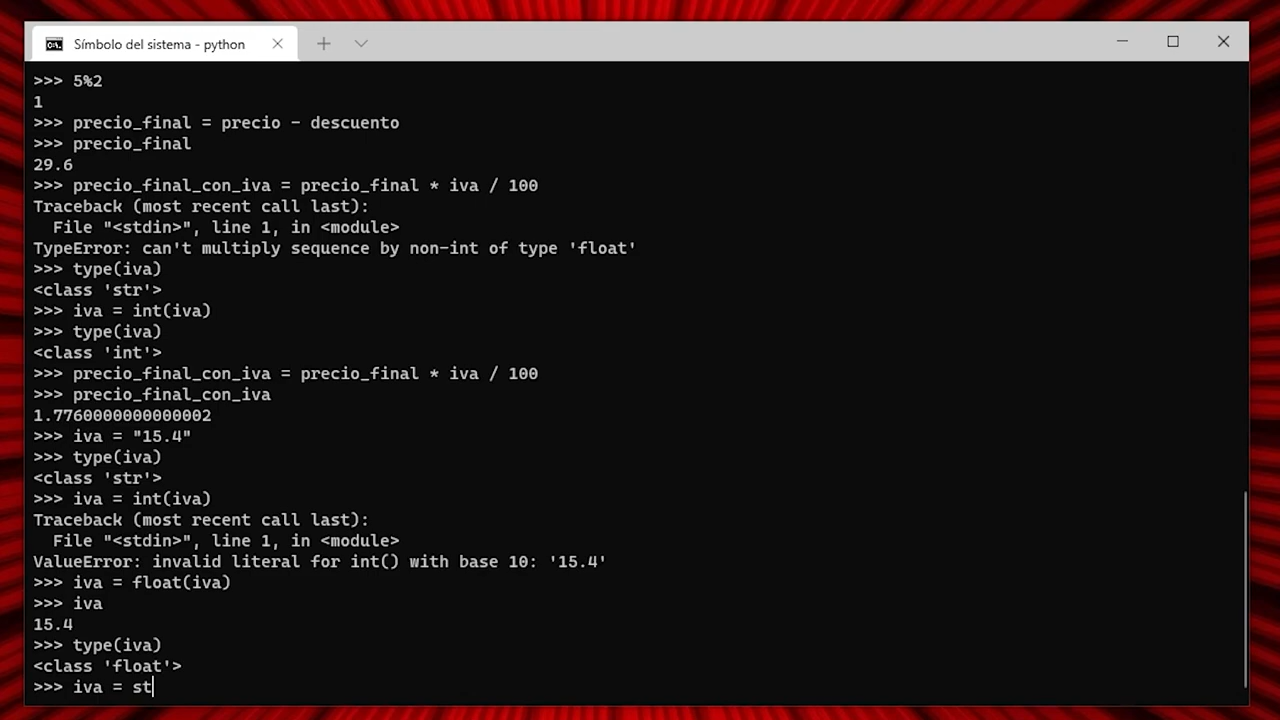 Símbolo del sistema - python
>>> 5%2
1
>>> precio_final = precio - descuento
>>> precio_final
29.6
>>> precio_final_con_iva = precio_final * iva / 100
Traceback (most recent call last):
  File "<stdin>", line 1, in <module>
TypeError: can't multiply sequence by non-int of type 'float'
>>> type(iva)
<class 'str'>
>>> iva = int(iva)
>>> type(iva)
<class 'int'>
>>> precio_final_con_iva = precio_final * iva / 100
>>> precio_final_con_iva
1.7760000000000002
>>> iva = "15.4"
>>> type(iva)
<class 'str'>
>>> iva = int(iva)
Traceback (most recent call last):
  File "<stdin>", line 1, in <module>
ValueError: invalid literal for int() with base 10: '15.4'
>>> iva = float(iva)
>>> iva
15.4
>>> type(iva)
<class 'float'>
>>> iva = st